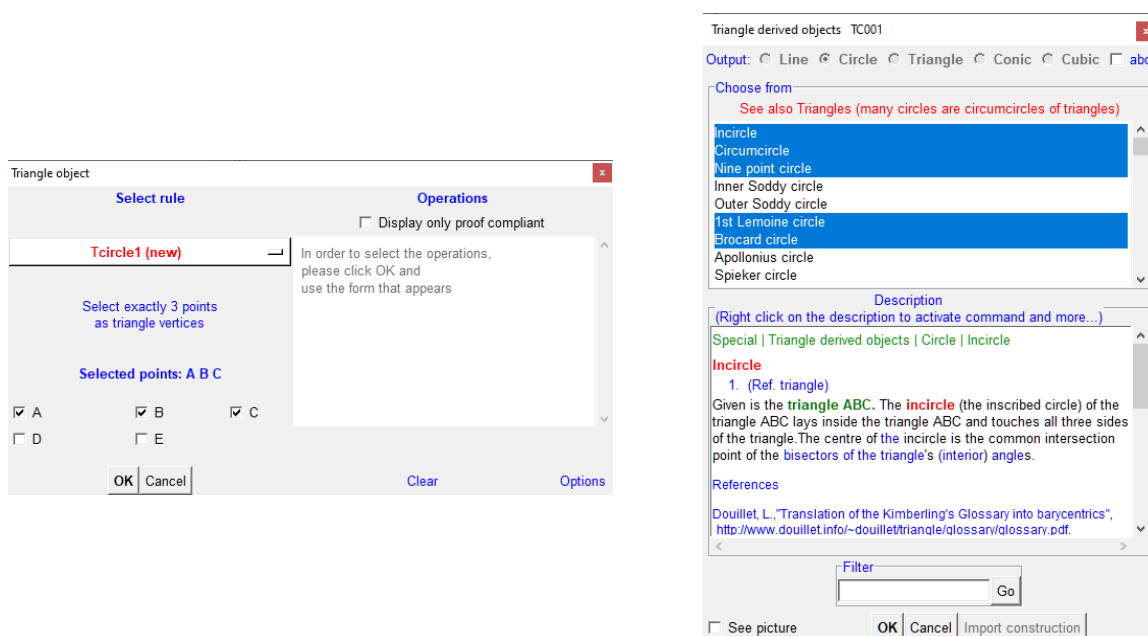 Triangle object
x
Select rule
Operations
Display only proof compliant
Tcircle1 (new)
In order to select the operations,
please click OK and
use the form that appears
Select exactly 3 points
as triangle vertices
Selected points: A B C
A B C
D E
OK Cancel
Clear
Options
Triangle derived objects TC001
x
Output: Line Circle Triangle Conic Cubic
Choose from
See also Triangles (many circles are circumcircles of triangles)
Incircle
Circumcircle
Nine point circle
Inner Soddy circle
Outer Soddy circle
1st Lemoine circle
Brocard circle
Apollonius circle
Spieker circle
Description
(Right click on the description to activate command and more...)
Special | Triangle derived objects | Circle | Incircle
Incircle
1. (Ref. triangle)
Given is the triangle ABC. The incircle (the inscribed circle) of the
triangle ABC lays inside the triangle ABC and touches all three sides
of the triangle.The centre of the incircle is the common intersection
point of the bisectors of the triangle's (interior) angles.
References
Douillet, L.,"Translation of the Kimberling's Glossary into barycentrics",
http://www.douillet.info/~douillet/triangle/glossary/glossary.pdf.
Filter
Go
See picture
OK Cancel Import construction